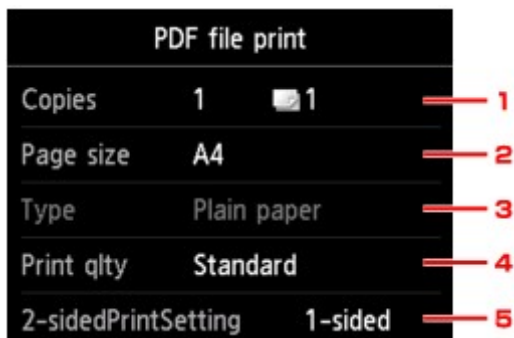 PDF file print
Copies 1 1 1
Page size A4 2
Type Plain paper 3
Print qlty Standard 4
2-sidedPrintSetting 1-sided 5